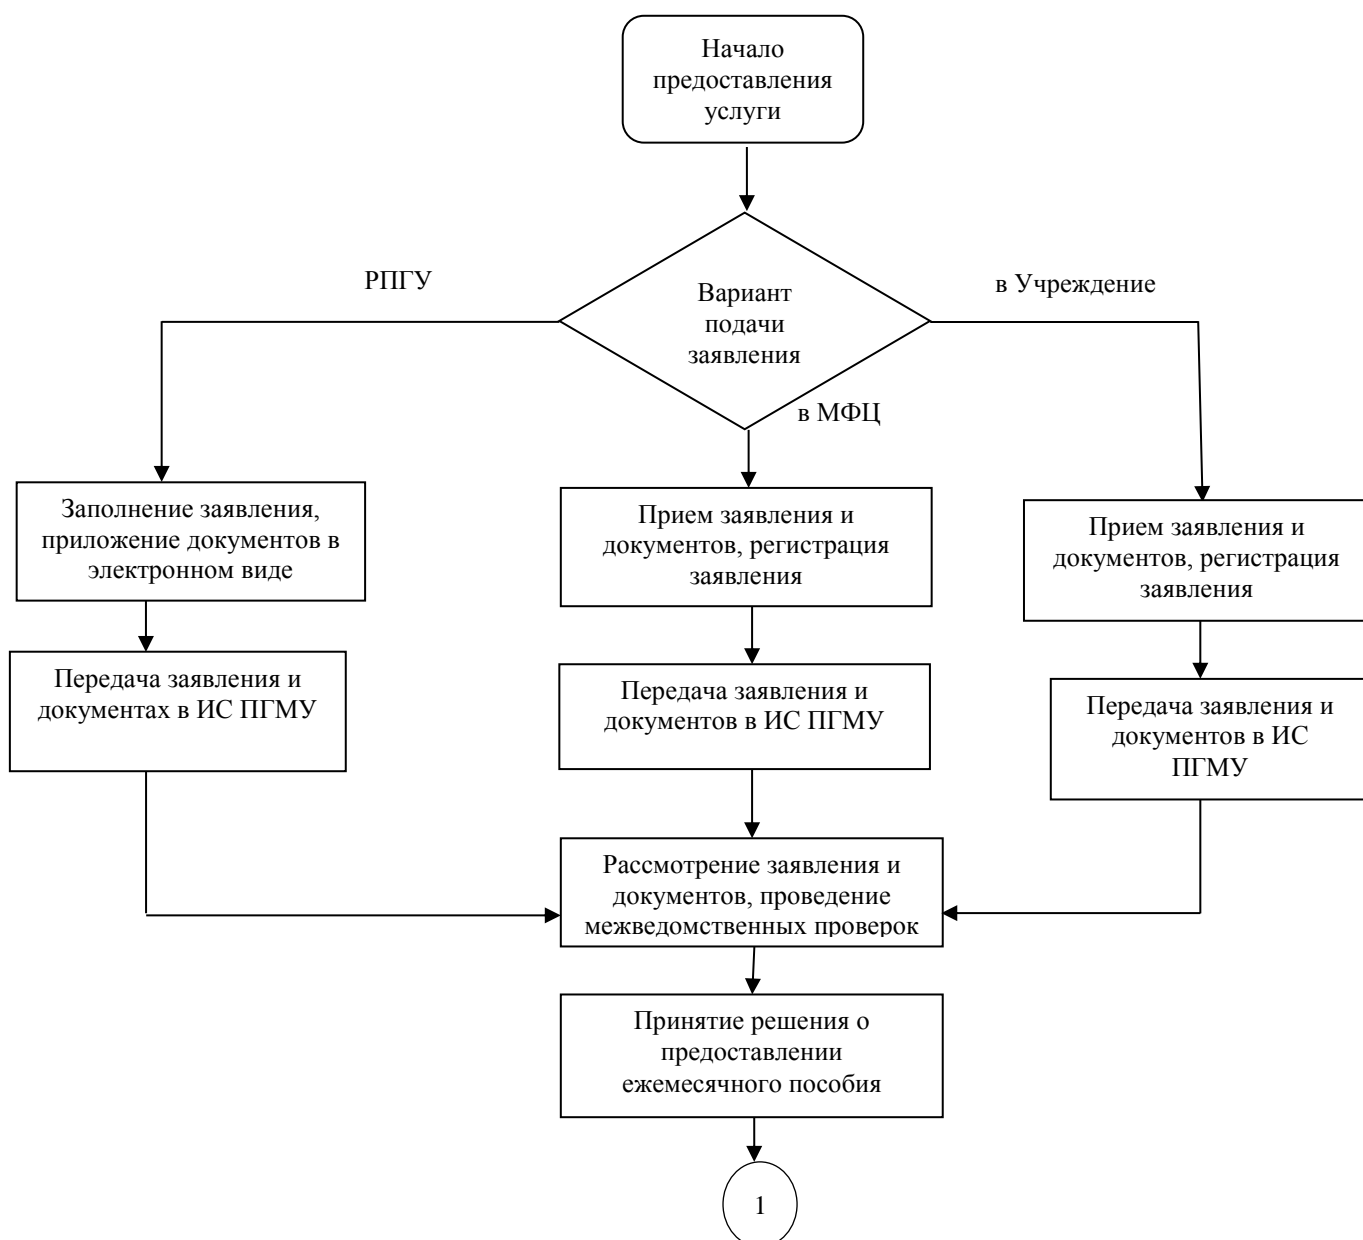 Начало
предоставления
услуги
РПГУ
в Учреждение
Вариант
подачи
заявления
в МФЦ
Заполнение заявления,
приложение документов в
электронном виде
Прием заявления и
документов, регистрация
заявления
Прием заявления и
документов, регистрация
заявления
Передача заявления и
документах в ИС ПГМУ
Передача заявления и
документов в ИС ПГМУ
Передача заявления и
документов в ИС
ПГМУ
Рассмотрение заявления и
документов, проведение
межведомственных проверок
Принятие решения о
предоставлении
ежемесячного пособия
1